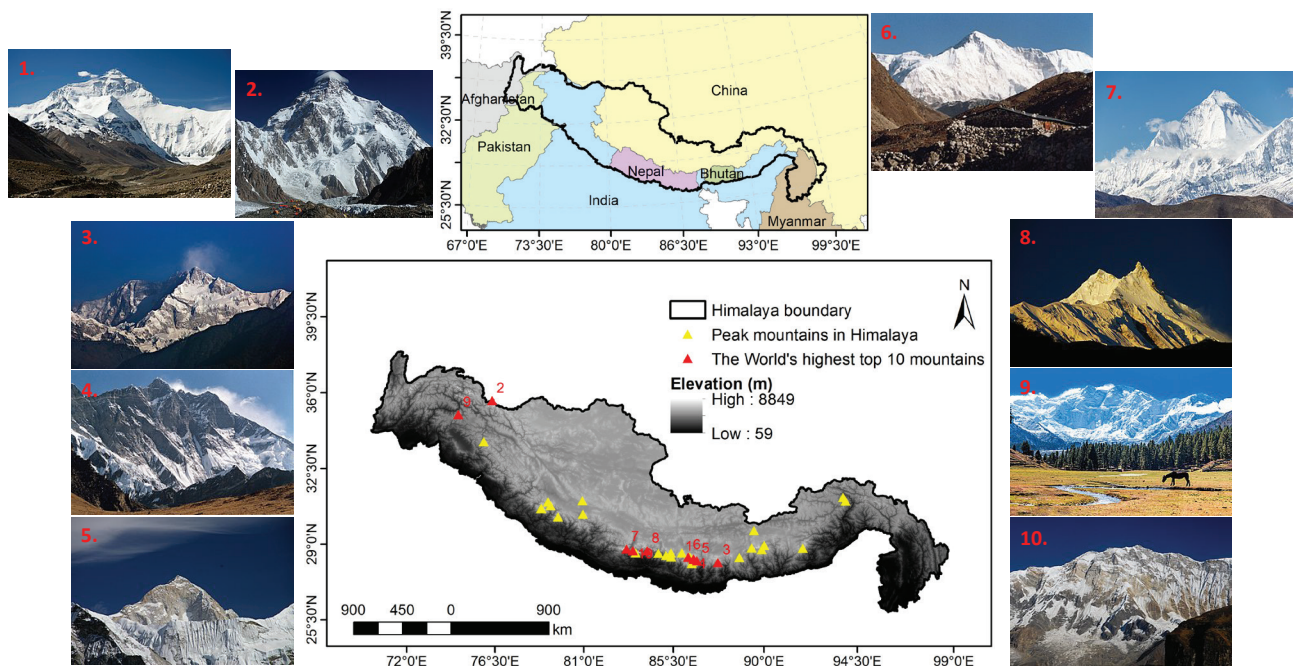 1.
2.
3.
4.
5.
6.
7.
8.
9.
10.
39°30'N
32°30'N
25°30'N
67°0'E 73°30'E 80°0'E 86°30'E 93°0'E 99°30'E
Afghanistan
China
Pakistan
Nepal
Bhutan
India
Myanmar
N
Himalaya boundary
Peak mountains in Himalaya
The World's highest top 10 mountains
Elevation (m)
High : 8849
Low : 59
39°30'N
36°0'N
32°30'N
29°0'N
25°30'N
2
9
7
8
1
6
5
3
900 450 0 900
km
72°0'E 76°30'E 81°0'E 85°30'E 90°0'E 94°30'E 99°0'E